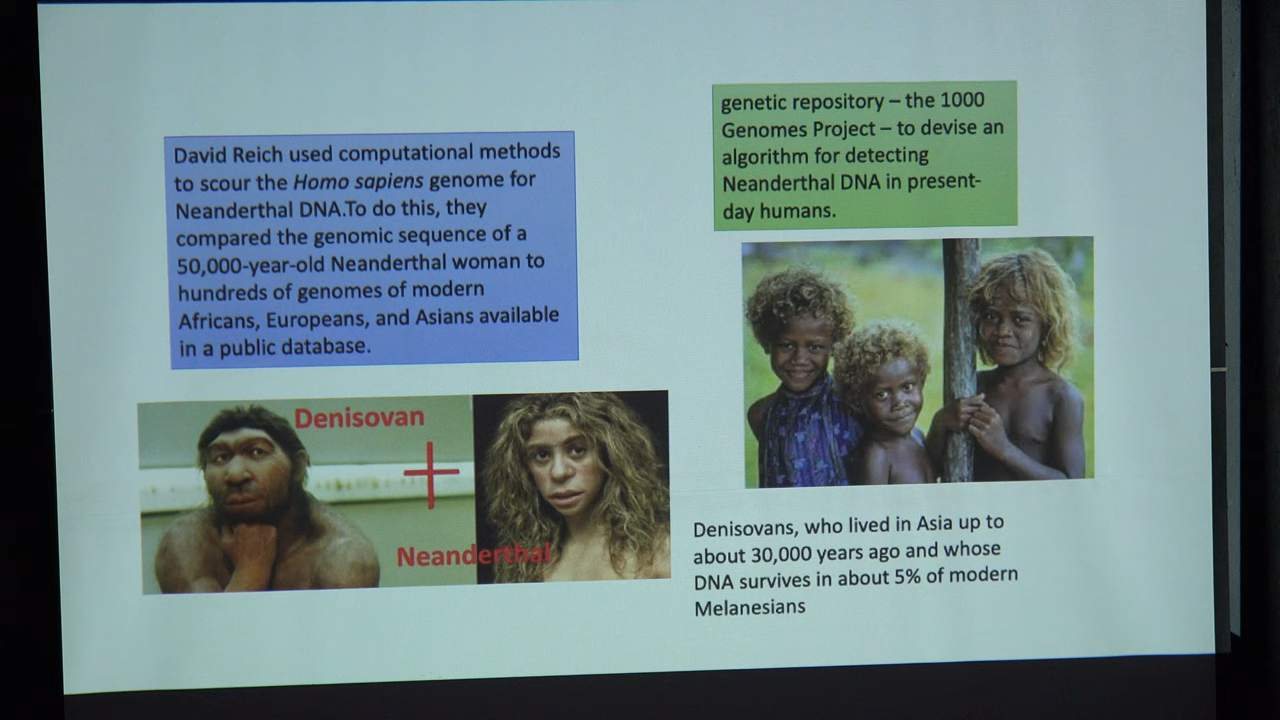 David Reich used computational methods
to scour the Homo sapiens genome for
Neanderthal DNA.To do this, they
compared the genomic sequence of a
50,000-year-old Neanderthal woman to
hundreds of genomes of modern
Africans, Europeans, and Asians available
in a public database.
genetic repository – the 1000
Genomes Project – to devise an
algorithm for detecting
Neanderthal DNA in present-
day humans.
Denisovan
+
Neanderthal
Denisovans, who lived in Asia up to
about 30,000 years ago and whose
DNA survives in about 5% of modern
Melanesians